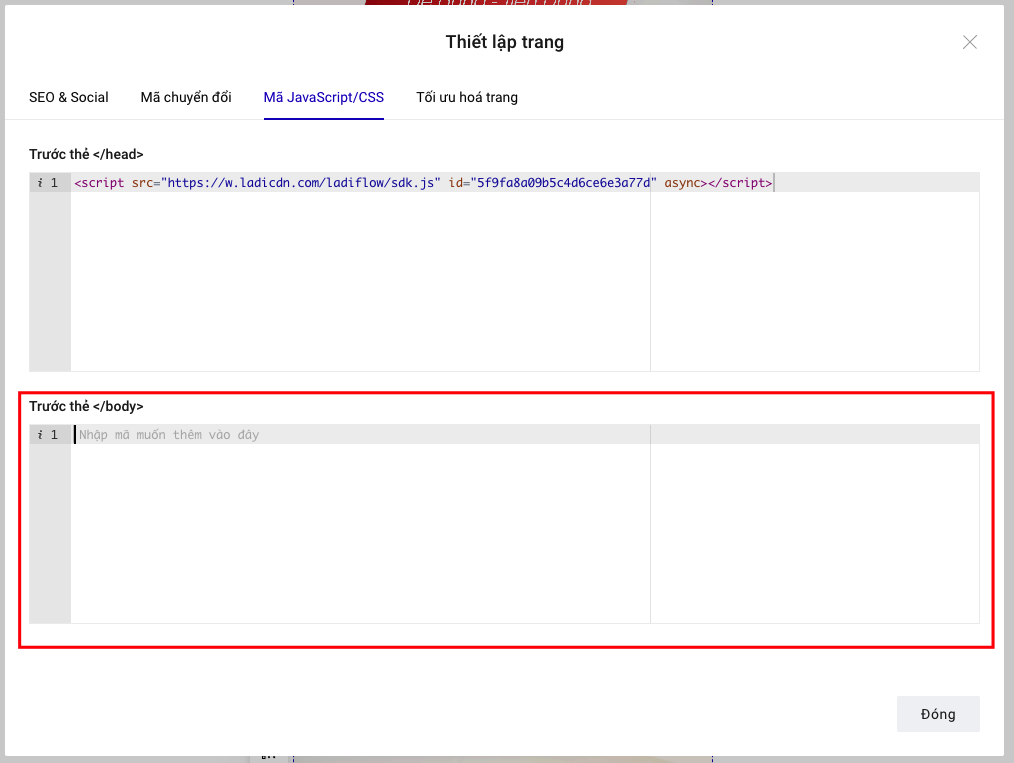 Thiết lập trang
SEO & Social Mã chuyển đổi Mã JavaScript/CSS Tối ưu hoá trang
Trước thẻ </head>
i 1 <script src="https://w.ladicdn.com/ladiflow/sdk.js" id="5f9fa8a09b5c4d6ce6e3a77d" async></script>
Trước thẻ </body>
i 1 Nhập mã muốn thêm vào đây
Đóng